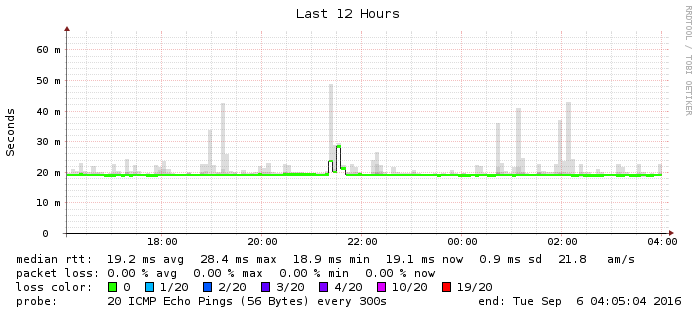 Last 12 Hours
RRDTOOL / TOBI OETIKER
Seconds
60 m
50 m
40 m
30 m
20 m
10 m
0
18:00 20:00 22:00 00:00 02:00 04:00
median rtt: 19.2 ms avg 28.4 ms max 18.9 ms min 19.1 ms now 0.9 ms sd 21.8 am/s
packet loss: 0.00 % avg 0.00 % max 0.00 % min 0.00 % now
loss color: 0 1/20 2/20 3/20 4/20 10/20 19/20
probe: 20 ICMP Echo Pings (56 Bytes) every 300s end: Tue Sep 6 04:05:04 2016